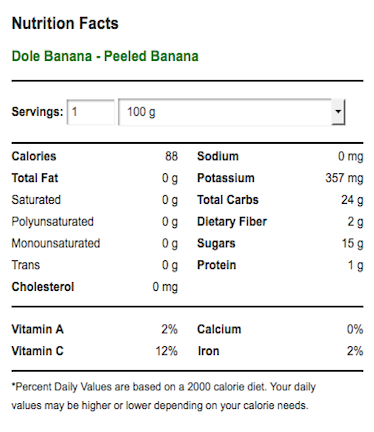 Nutrition Facts
Dole Banana - Peeled Banana
Servings: 1 100 g
Calories 88 Sodium 0 mg
Total Fat 0 g Potassium 357 mg
Saturated 0 g Total Carbs 24 g
Polyunsaturated 0 g Dietary Fiber 2 g
Monounsaturated 0 g Sugars 15 g
Trans 0 g Protein 1 g
Cholesterol 0 mg
Vitamin A 2% Calcium 0%
Vitamin C 12% Iron 2%
*Percent Daily Values are based on a 2000 calorie diet. Your daily
values may be higher or lower depending on your calorie needs.